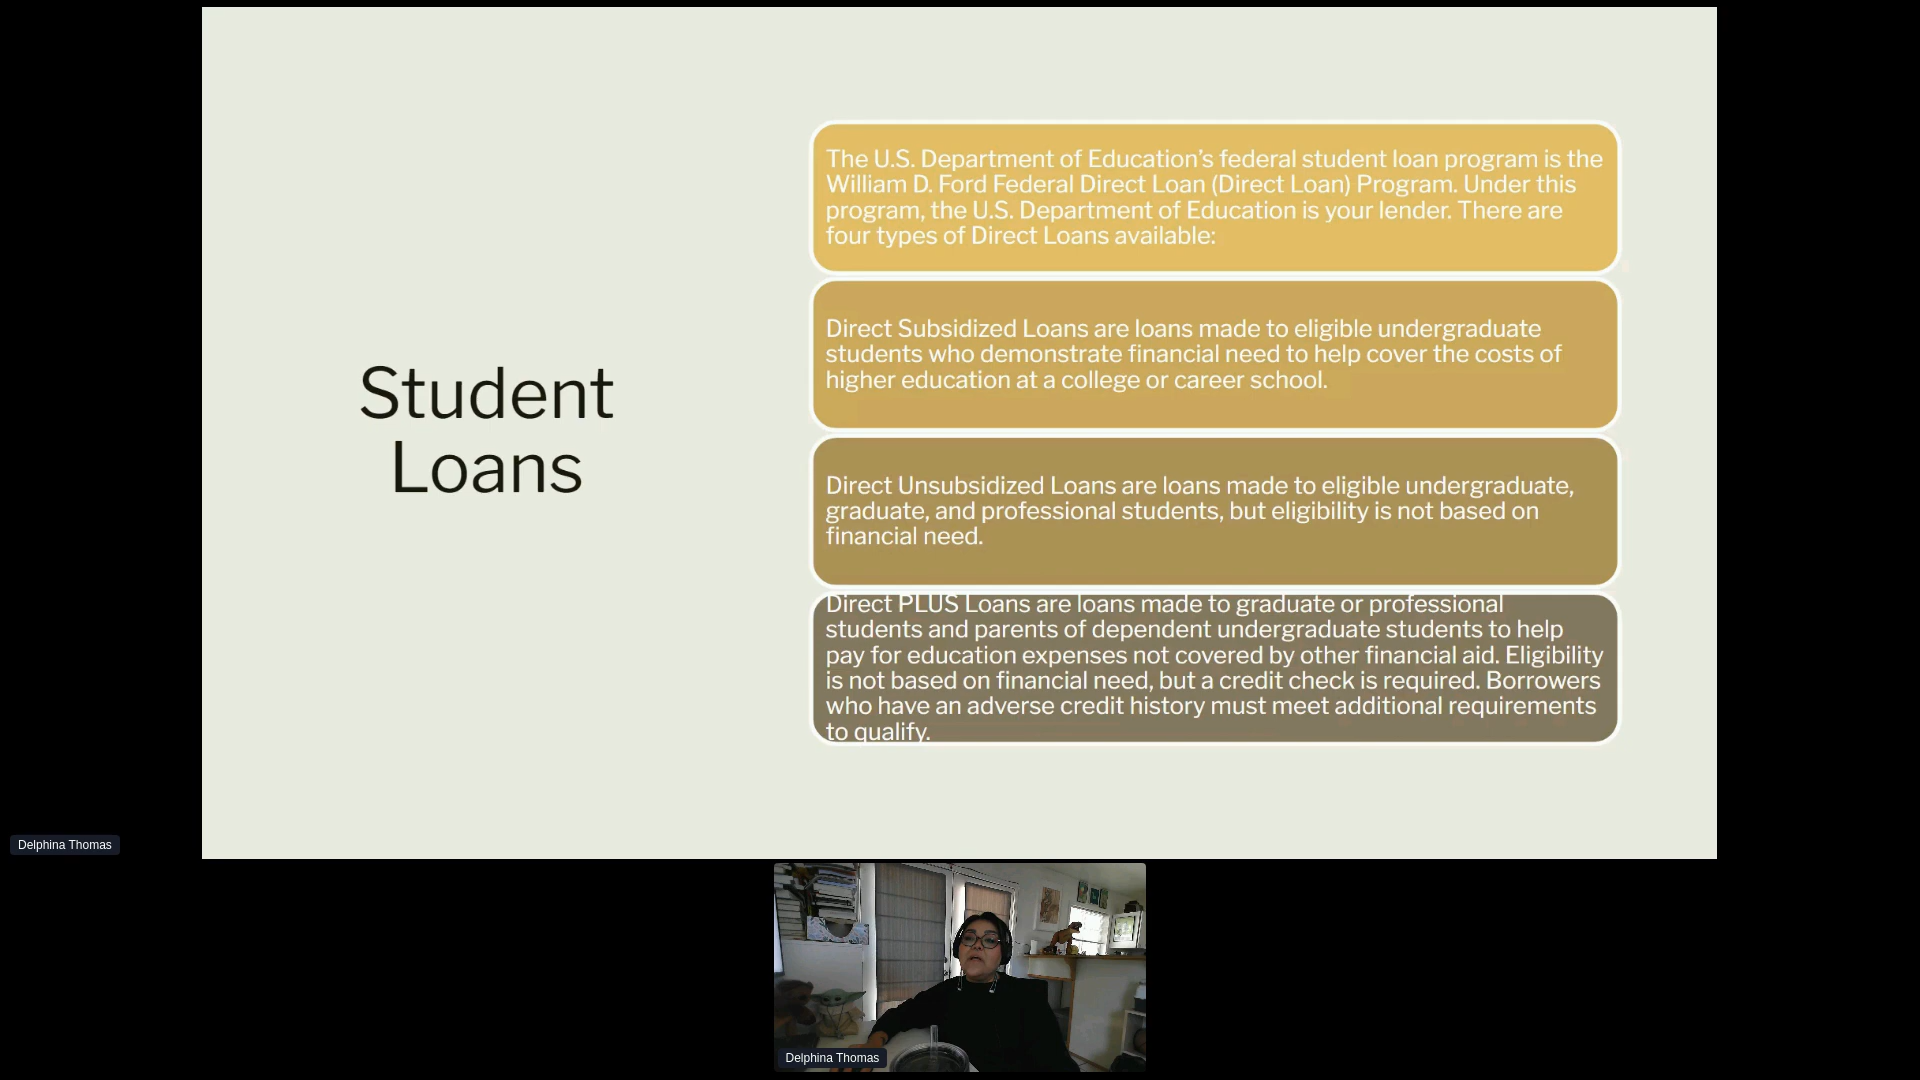 Student
Loans
The U.S. Department of Education’s federal student loan program is the
William D. Ford Federal Direct Loan (Direct Loan) Program. Under this
program, the U.S. Department of Education is your lender. There are
four types of Direct Loans available:
Direct Subsidized Loans are loans made to eligible undergraduate
students who demonstrate financial need to help cover the costs of
higher education at a college or career school.
Direct Unsubsidized Loans are loans made to eligible undergraduate,
graduate, and professional students, but eligibility is not based on
financial need.
Direct PLUS Loans are loans made to graduate or professional
students and parents of dependent undergraduate students to help
pay for education expenses not covered by other financial aid. Eligibility
is not based on financial need, but a credit check is required. Borrowers
who have an adverse credit history must meet additional requirements
to qualify.
Delphina Thomas
Delphina Thomas